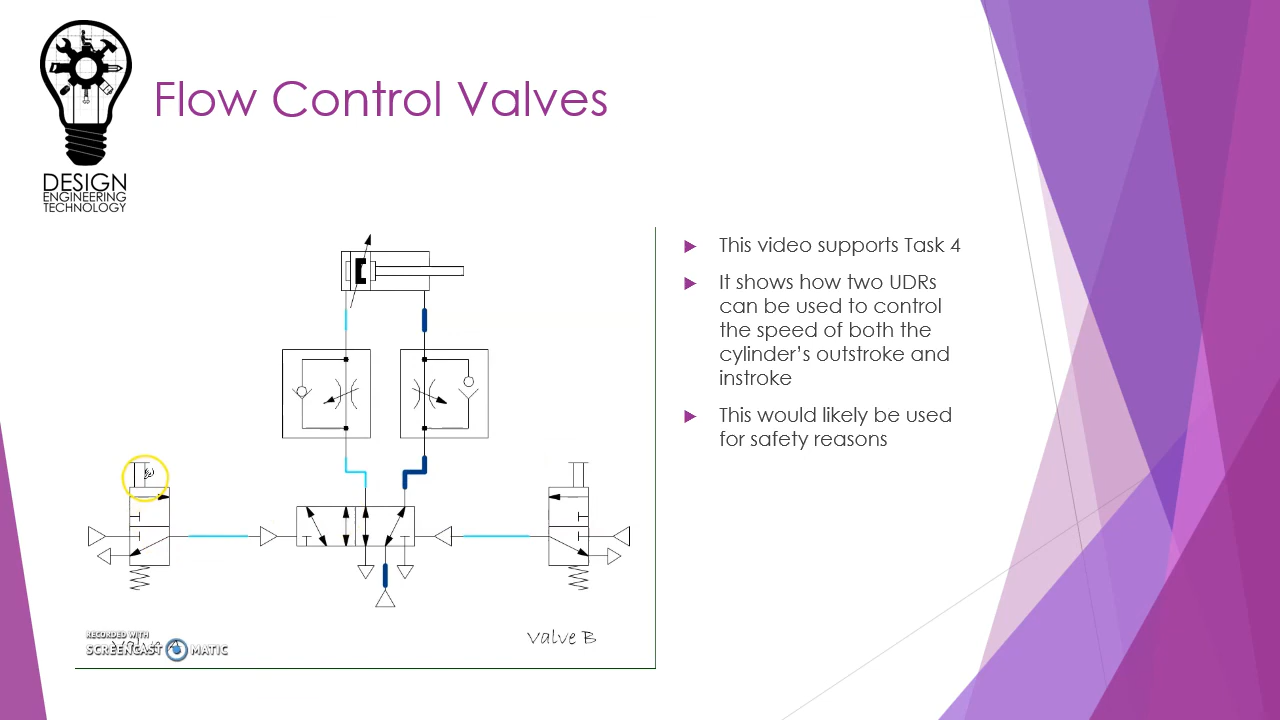 DESIGN
ENGINEERING
TECHNOLOGY
Flow Control Valves
This video supports Task 4
It shows how two UDRs
can be used to control
the speed of both the
cylinder’s outstroke and
instroke
This would likely be used
for safety reasons
RECORDED WITH
SCREENCAST MATIC
Valve B